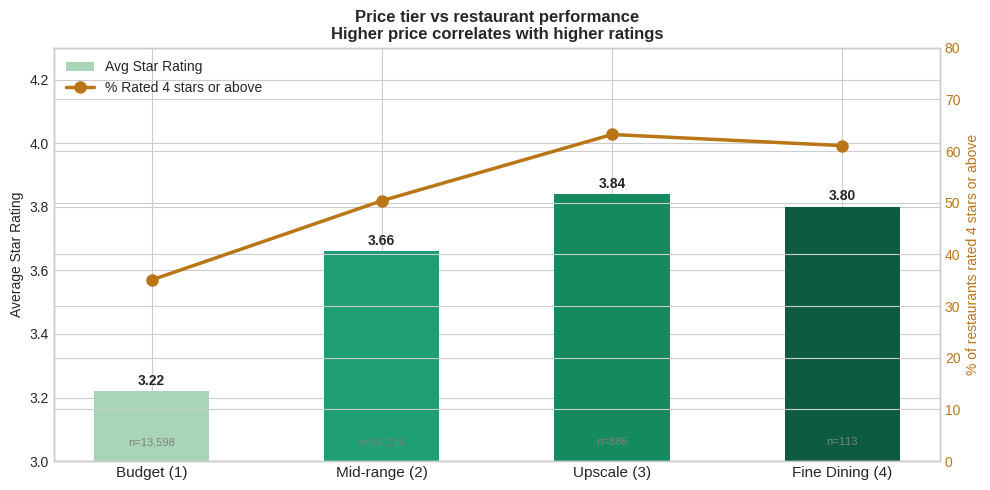 Price tier vs restaurant performance
Higher price correlates with higher ratings
Avg Star Rating
% Rated 4 stars or above
Average Star Rating
4.2
4.0
3.8
3.6
3.4
3.2
3.0
3.22
3.66
3.84
3.80
n=13,598
n=14,234
n=886
n=113
Budget (1)
Mid-range (2)
Upscale (3)
Fine Dining (4)
80
70
60
50
40
30
20
10
0
% of restaurants rated 4 stars or above